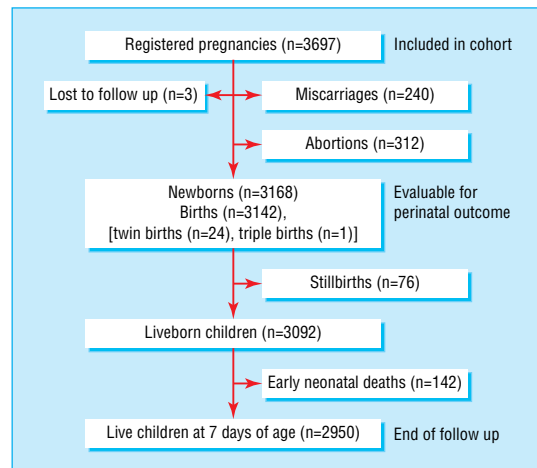 Registered pregnancies (n=3697)
Included in cohort
Lost to follow up (n=3)
Miscarriages (n=240)
Abortions (n=312)
Newborns (n=3168)
Births (n=3142),
[twin births (n=24), triple births (n=1)]
Evaluable for
perinatal outcome
Stillbirths (n=76)
Liveborn children (n=3092)
Early neonatal deaths (n=142)
Live children at 7 days of age (n=2950)
End of follow up